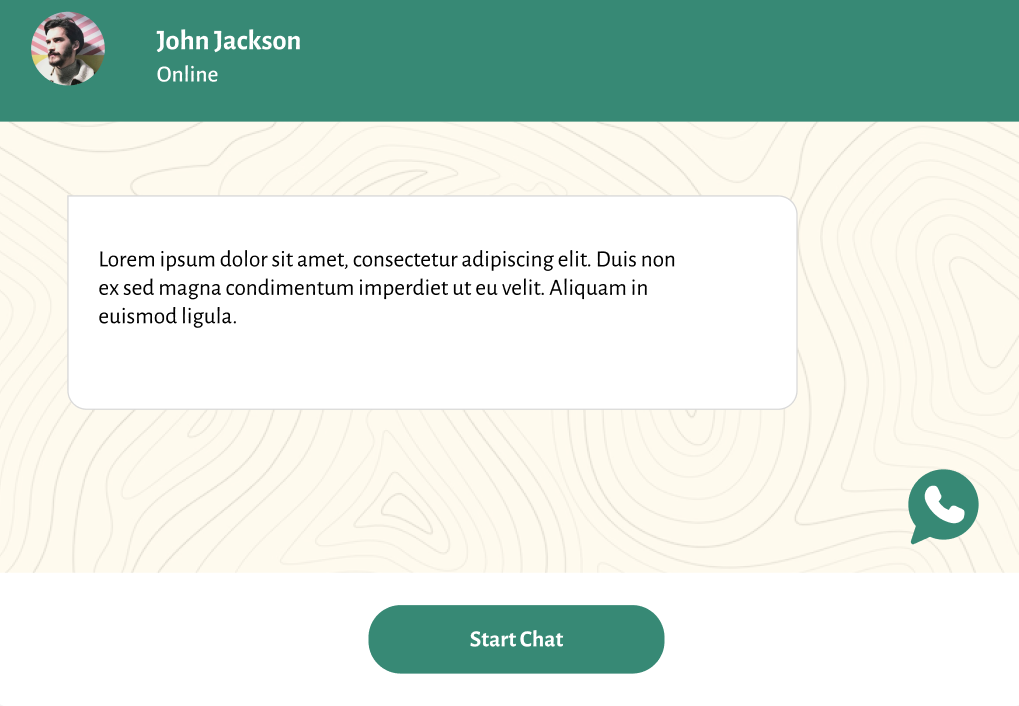 John Jackson
Online
Lorem ipsum dolor sit amet, consectetur adipiscing elit. Duis non
ex sed magna condimentum imperdiet ut eu velit. Aliquam in
euismod ligula.
Start Chat